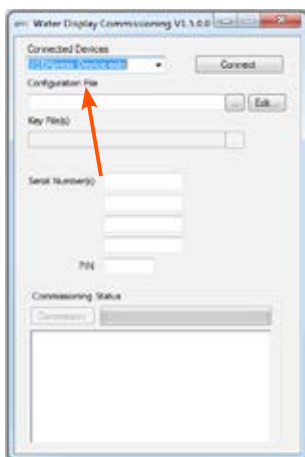 Water Display Commissioning V1.5.0.0
Connected Devices
Connect
Configuration File
... Edit...
Key File(s)
...
Serial Number(s)
PIN
Commissioning Status
Commission